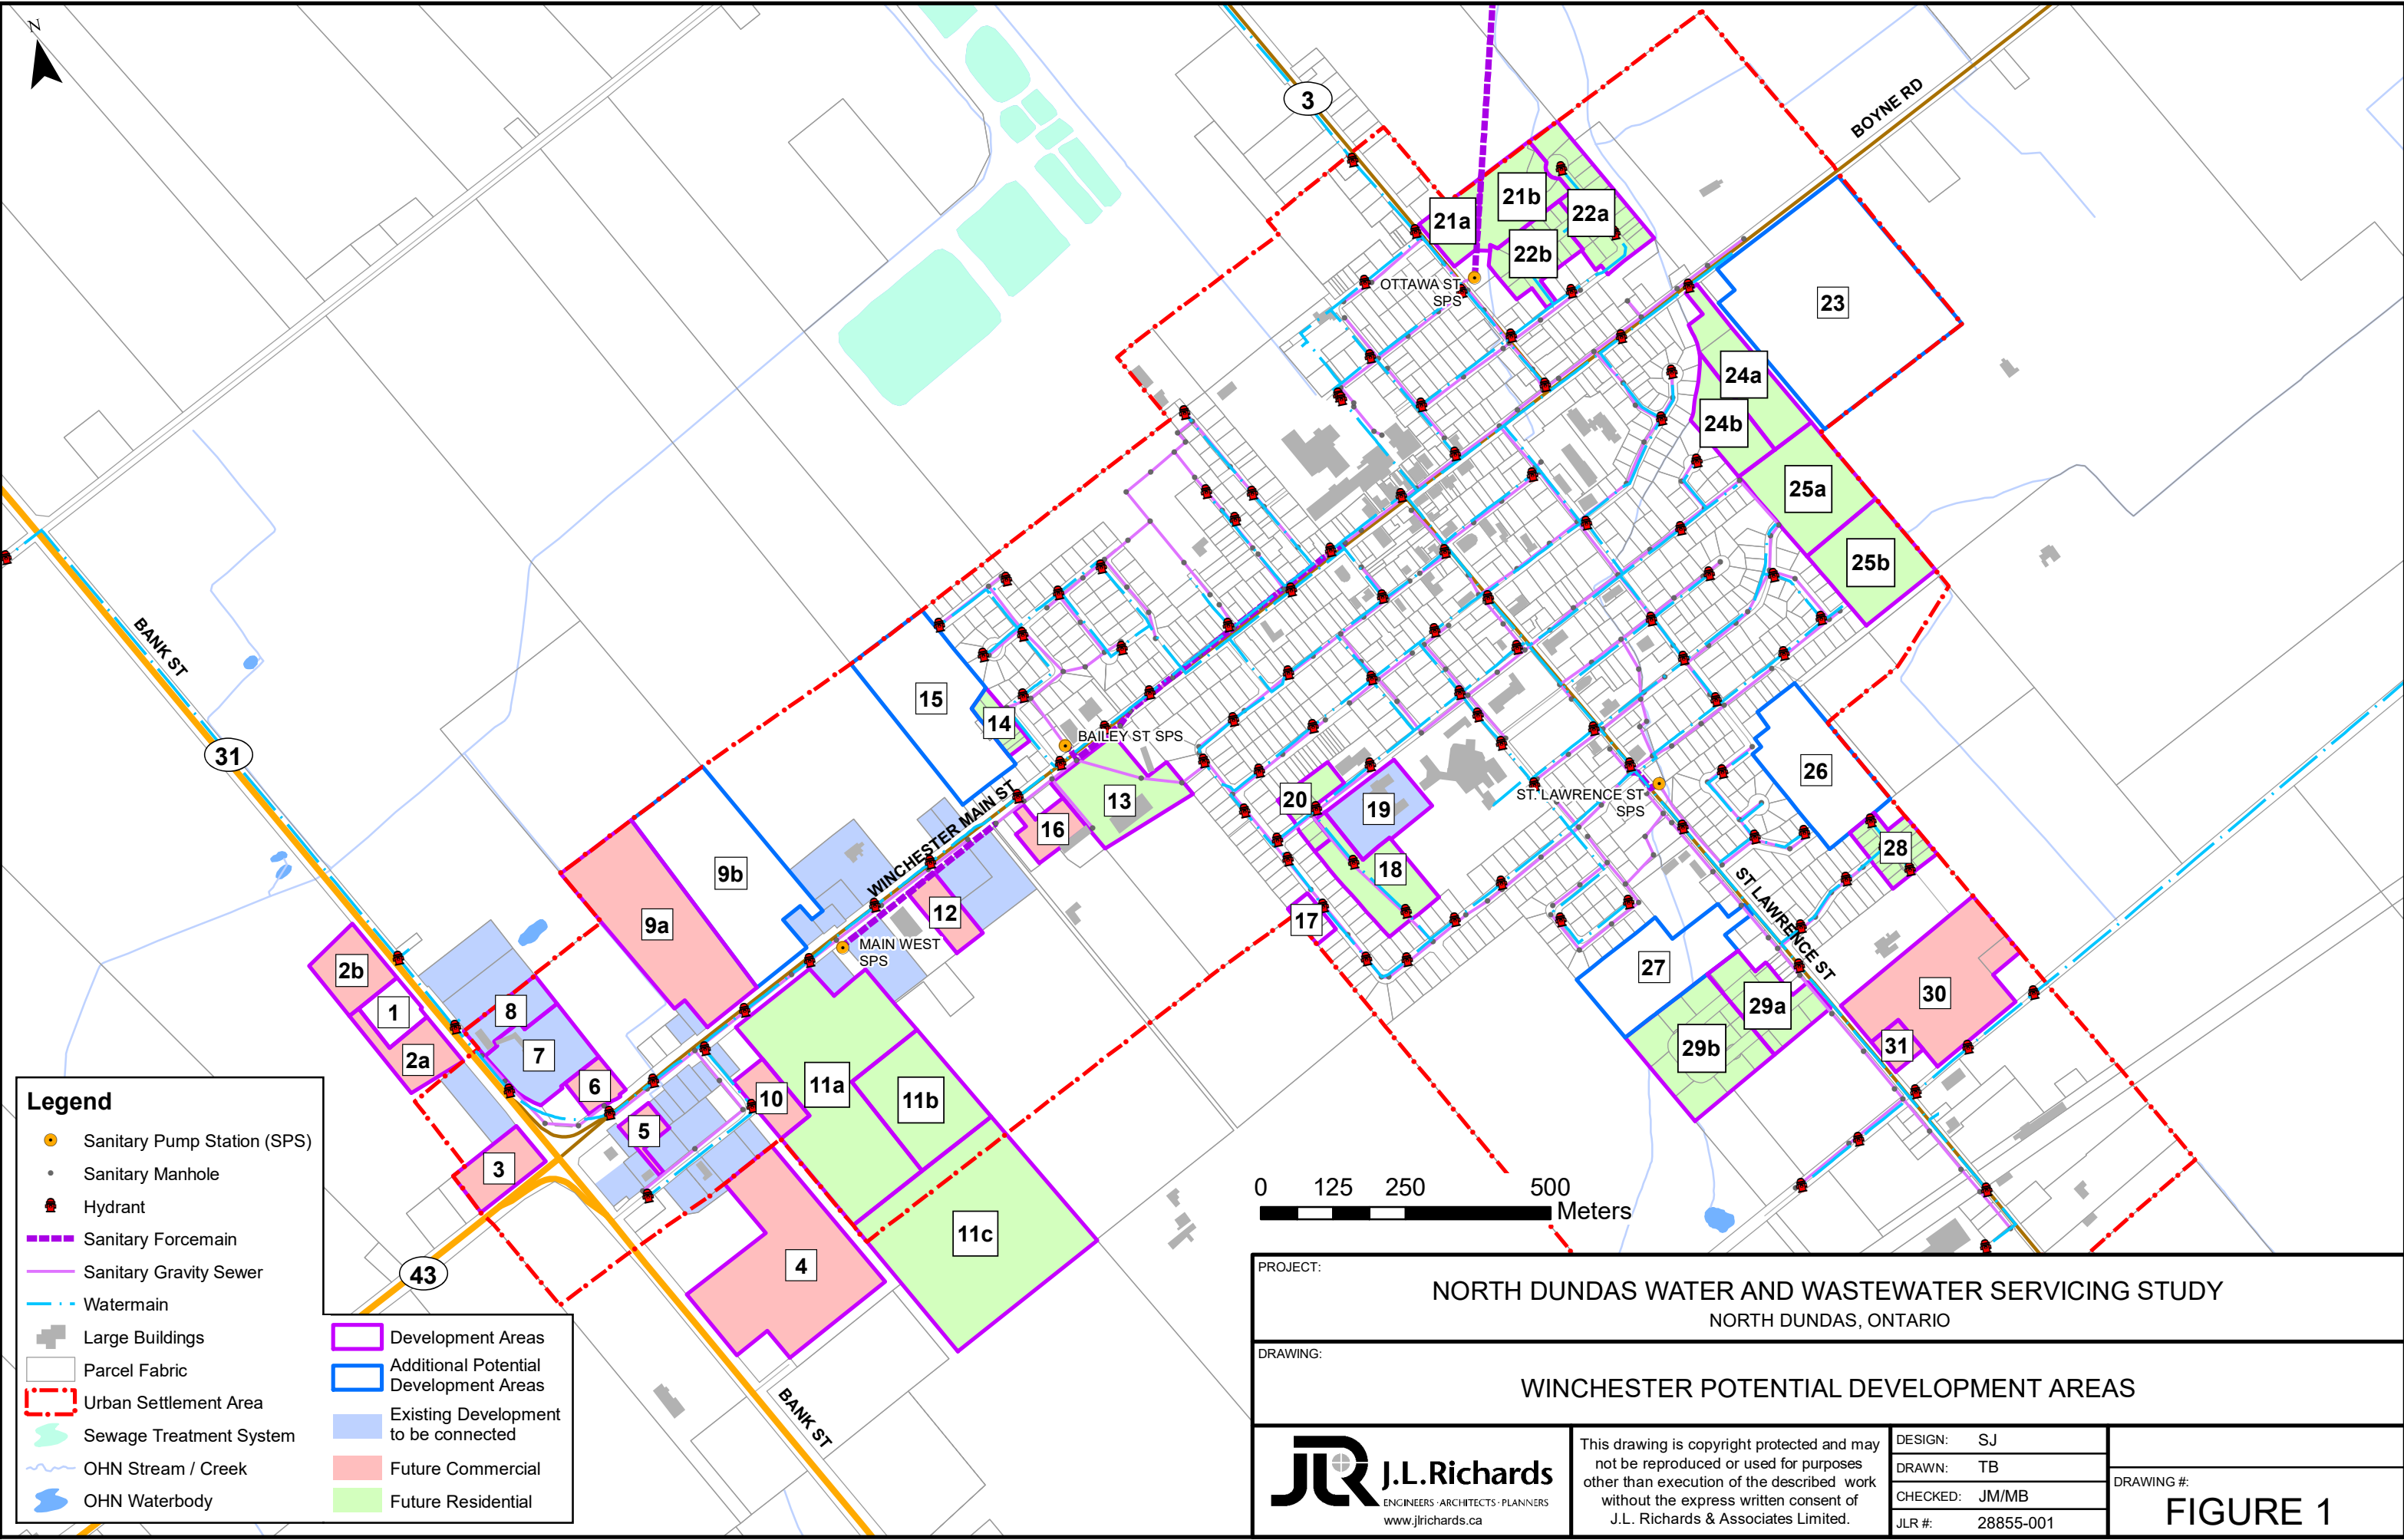 N
3
BOYNE RD
21b
21a
22a
22b
OTTAWA ST
SPS
23
24a
24b
25a
25b
BANK ST
31
15
14
BAILEY ST SPS
13
16
WINCHESTER MAIN ST
9b
9a
12
MAIN WEST
SPS
20
19
18
17
ST. LAWRENCE ST
SPS
26
28
ST LAWRENCE ST
27
29a
29b
30
31
2b
1
2a
8
7
6
5
10
11a
11b
11c
3
4
43
BANK ST
0 125 250 500
Meters
Legend
Sanitary Pump Station (SPS)
Sanitary Manhole
Hydrant
Sanitary Forcemain
Sanitary Gravity Sewer
Watermain
Large Buildings
Parcel Fabric
Urban Settlement Area
Sewage Treatment System
OHN Stream / Creek
OHN Waterbody
Development Areas
Additional Potential
Development Areas
Existing Development
to be connected
Future Commercial
Future Residential
PROJECT:
NORTH DUNDAS WATER AND WASTEWATER SERVICING STUDY
NORTH DUNDAS, ONTARIO
DRAWING:
WINCHESTER POTENTIAL DEVELOPMENT AREAS
JLR J.L.Richards
ENGINEERS · ARCHITECTS · PLANNERS
www.jlrichards.ca
This drawing is copyright protected and may
not be reproduced or used for purposes
other than execution of the described work
without the express written consent of
J.L. Richards & Associates Limited.
DESIGN: SJ
DRAWN: TB
CHECKED: JM/MB
JLR #: 28855-001
DRAWING #:
FIGURE 1